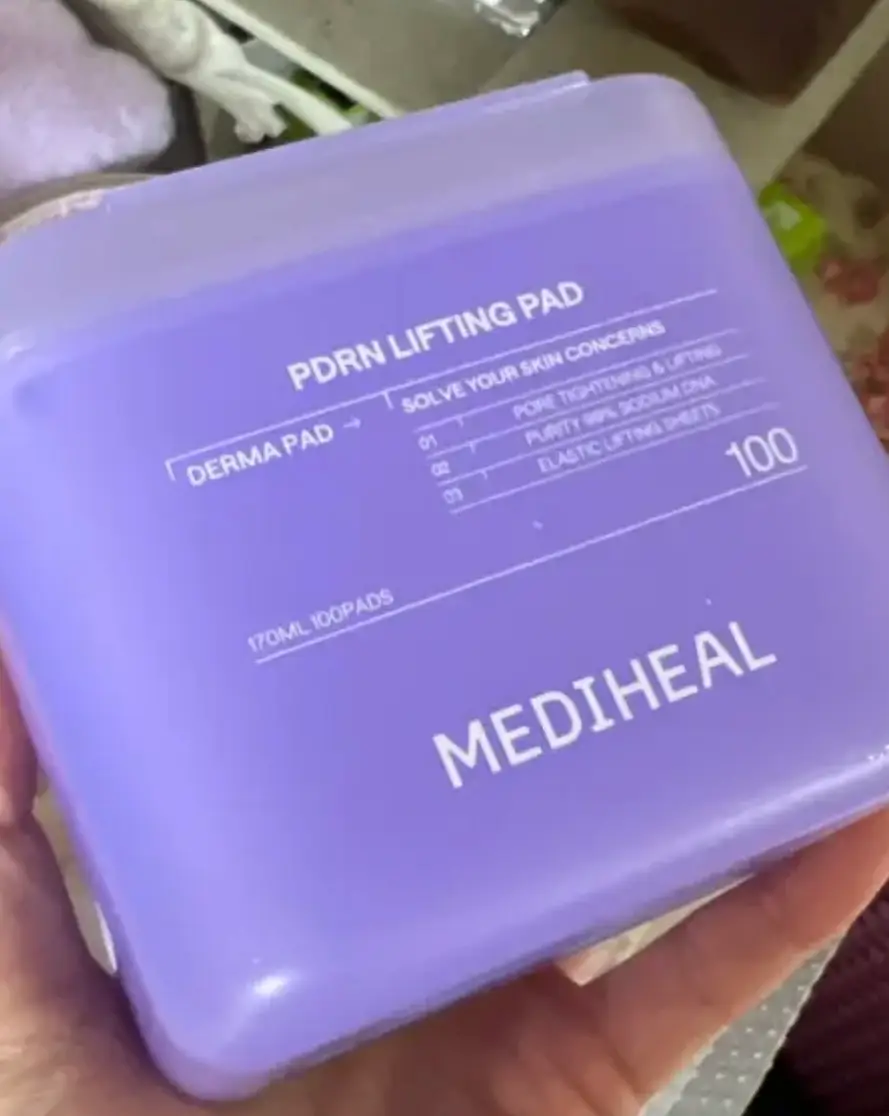 PDRN LIFTING PAD
DERMA PAD →
SOLVE YOUR SKIN CONCERNS
01 PORE TIGHTENING & LIFTING
02 PURITY 99% SODIUM DNA
03 ELASTIC LIFTING SHEETS
100
170ML 100PADS
MEDIHEAL